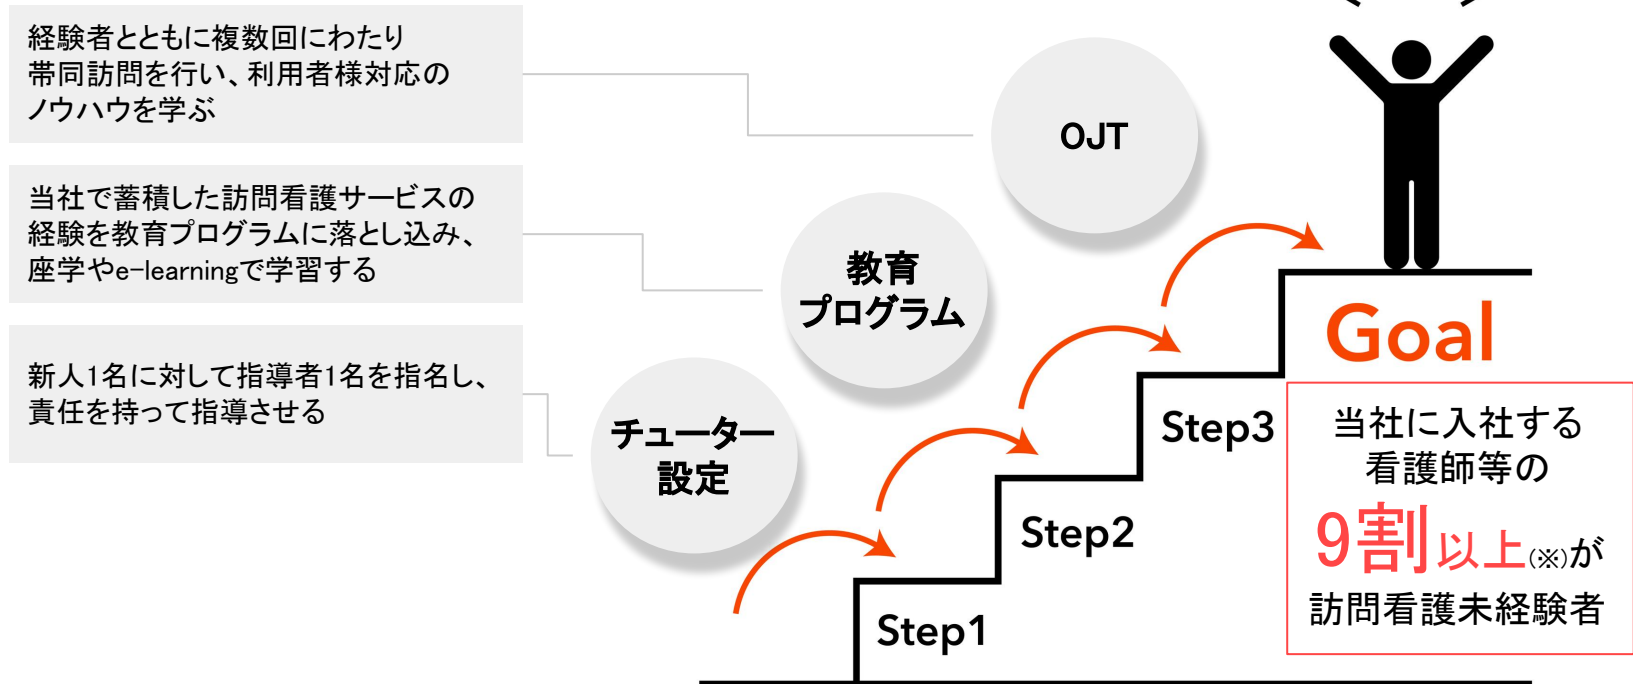 経験者とともに複数回にわたり
帯同訪問を行い、利用者様対応の
ノウハウを学ぶ
OJT
当社で蓄積した訪問看護サービスの
経験を教育プログラムに落とし込み、
座学やe-learningで学習する
教育
プログラム
新人1名に対して指導者1名を指名し、
責任を持って指導させる
チューター
設定
Step1
Step2
Step3
Goal
当社に入社する
看護師等の
9割以上(※)が
訪問看護未経験者